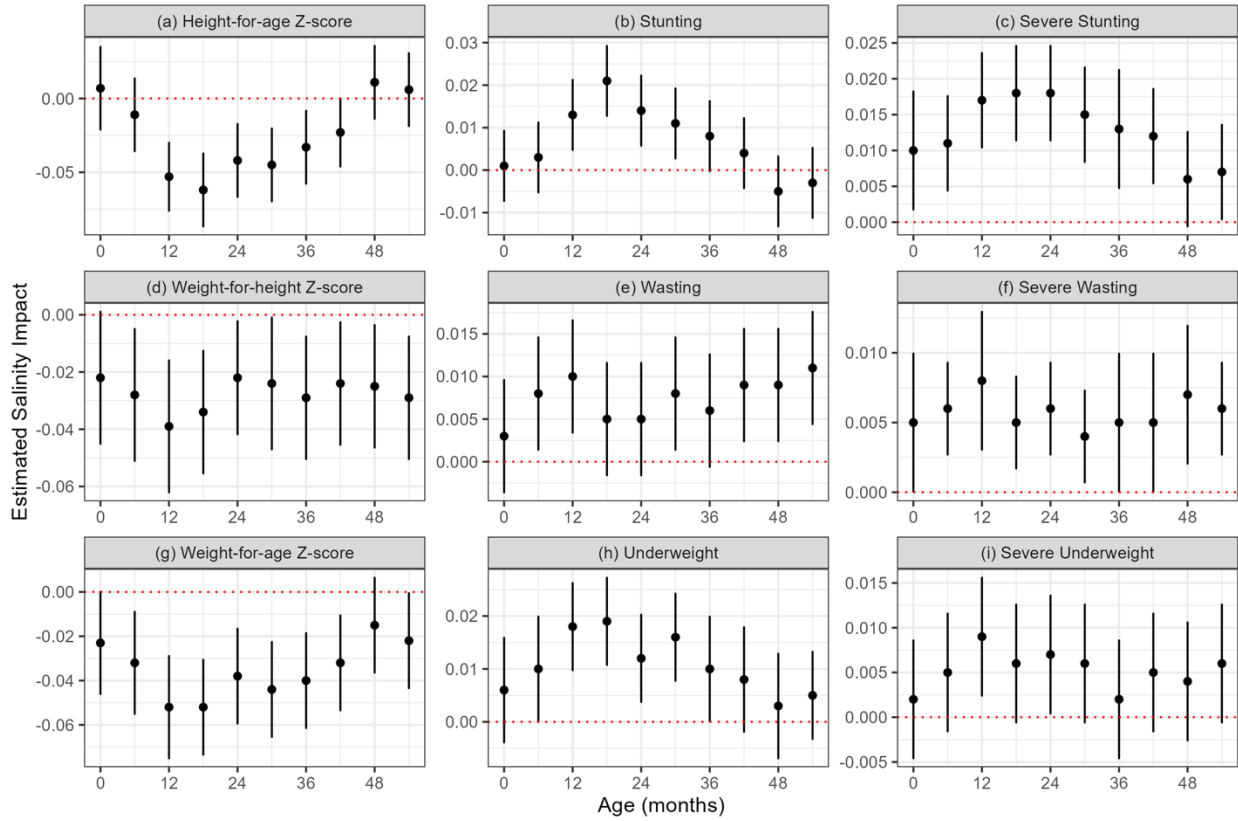 (a) Height-for-age Z-score
(b) Stunting
(c) Severe Stunting
0.00
-0.05
0 12 24 36 48
0.03
0.02
0.01
0.00
-0.01
0 12 24 36 48
0.025
0.020
0.015
0.010
0.005
0.000
0 12 24 36 48
(d) Weight-for-height Z-score
(e) Wasting
(f) Severe Wasting
Estimated Salinity Impact
0.00
-0.02
-0.04
-0.06
0 12 24 36 48
0.015
0.010
0.005
0.000
0 12 24 36 48
0.010
0.005
0.000
0 12 24 36 48
(g) Weight-for-age Z-score
(h) Underweight
(i) Severe Underweight
0.00
-0.02
-0.04
-0.06
0 12 24 36 48
0.02
0.01
0.00
0 12 24 36 48
0.015
0.010
0.005
0.000
-0.005
0 12 24 36 48
Age (months)